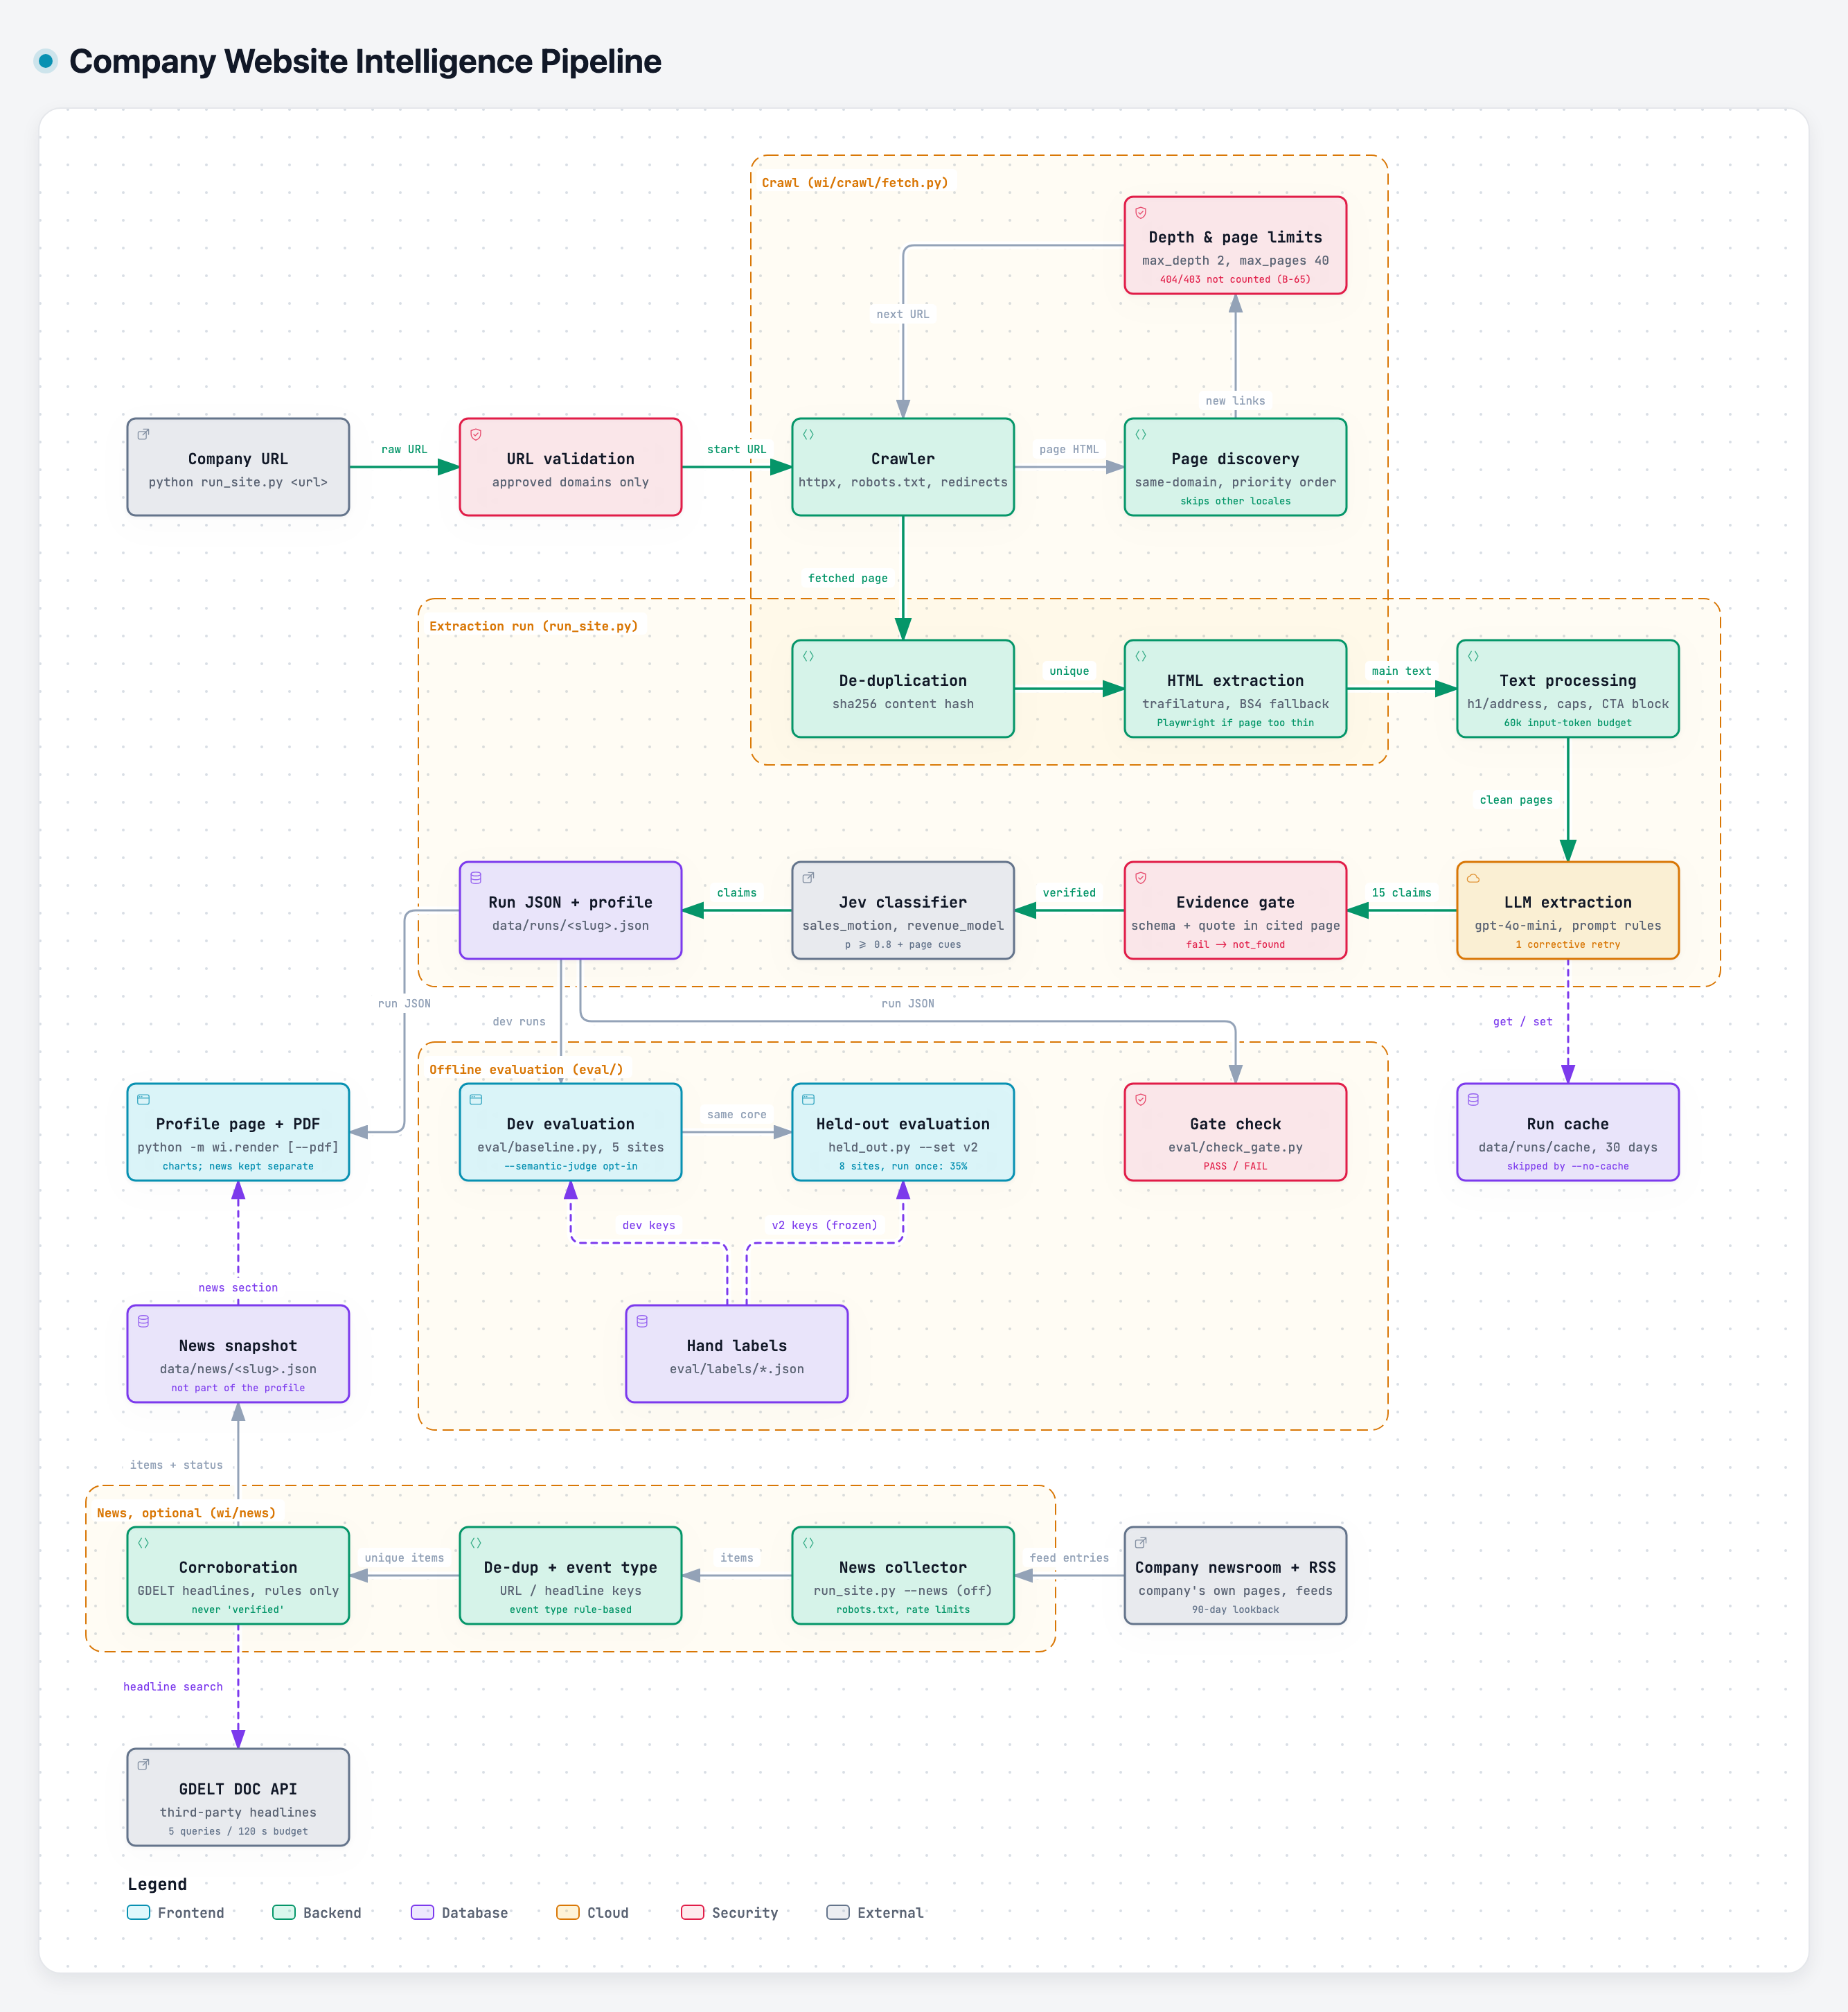 Company Website Intelligence Pipeline
Crawl (wi/crawl/fetch.py)
Depth & page limits
max_depth 2, max_pages 40
404/403 not counted (B-65)
next URL
new links
Company URL
python run_site.py <url>
raw URL
URL validation
approved domains only
start URL
Crawler
httpx, robots.txt, redirects
page HTML
Page discovery
same-domain, priority order
skips other locales
fetched page
Extraction run (run_site.py)
De-duplication
sha256 content hash
unique
HTML extraction
trafilatura, BS4 fallback
Playwright if page too thin
main text
Text processing
h1/address, caps, CTA block
60k input-token budget
clean pages
Run JSON + profile
data/runs/<slug>.json
claims
Jev classifier
sales_motion, revenue_model
p ⩾ 0.8 + page cues
verified
Evidence gate
schema + quote in cited page
fail → not_found
15 claims
LLM extraction
gpt-4o-mini, prompt rules
1 corrective retry
run JSON
dev runs
run JSON
get / set
Offline evaluation (eval/)
Profile page + PDF
python -m wi.render [--pdf]
charts; news kept separate
Dev evaluation
eval/baseline.py, 5 sites
--semantic-judge opt-in
same core
Held-out evaluation
held_out.py --set v2
8 sites, run once: 35%
Gate check
eval/check_gate.py
PASS / FAIL
Run cache
data/runs/cache, 30 days
skipped by --no-cache
dev keys
v2 keys (frozen)
news section
News snapshot
data/news/<slug>.json
not part of the profile
Hand labels
eval/labels/*.json
items + status
News, optional (wi/news)
Corroboration
GDELT headlines, rules only
never 'verified'
unique items
De-dup + event type
URL / headline keys
event type rule-based
items
News collector
run_site.py --news (off)
robots.txt, rate limits
feed entries
Company newsroom + RSS
company's own pages, feeds
90-day lookback
headline search
GDELT DOC API
third-party headlines
5 queries / 120 s budget
Legend
Frontend
Backend
Database
Cloud
Security
External